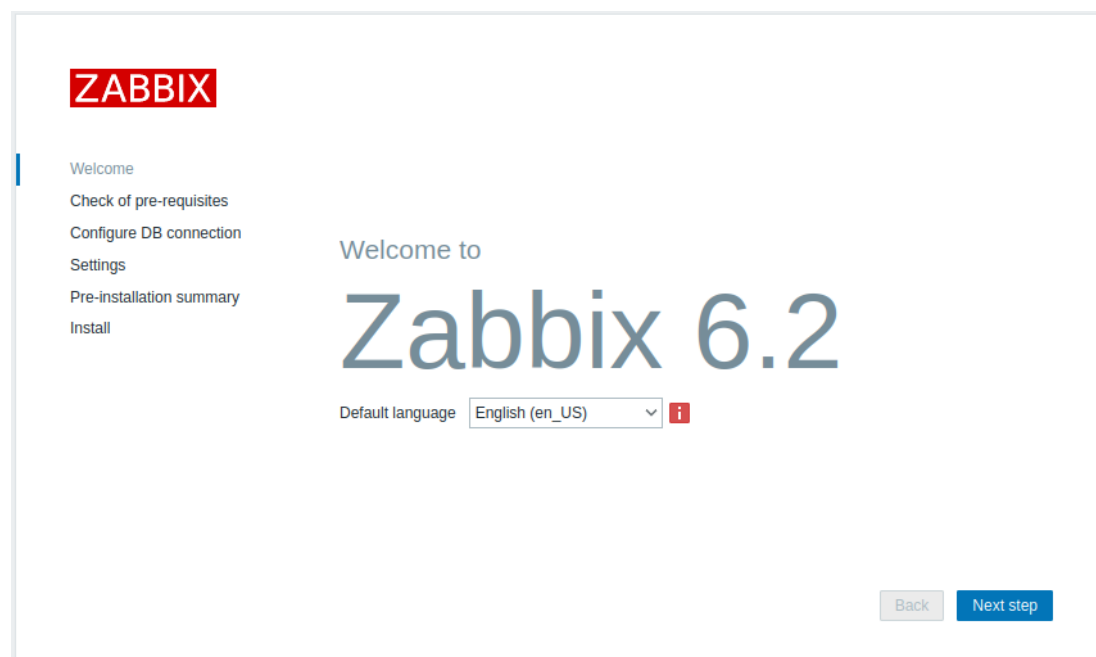 ZABBIX
Welcome
Check of pre-requisites
Configure DB connection
Settings
Pre-installation summary
Install
Welcome to
Zabbix 6.2
Default language English (en_US) i
Back Next step